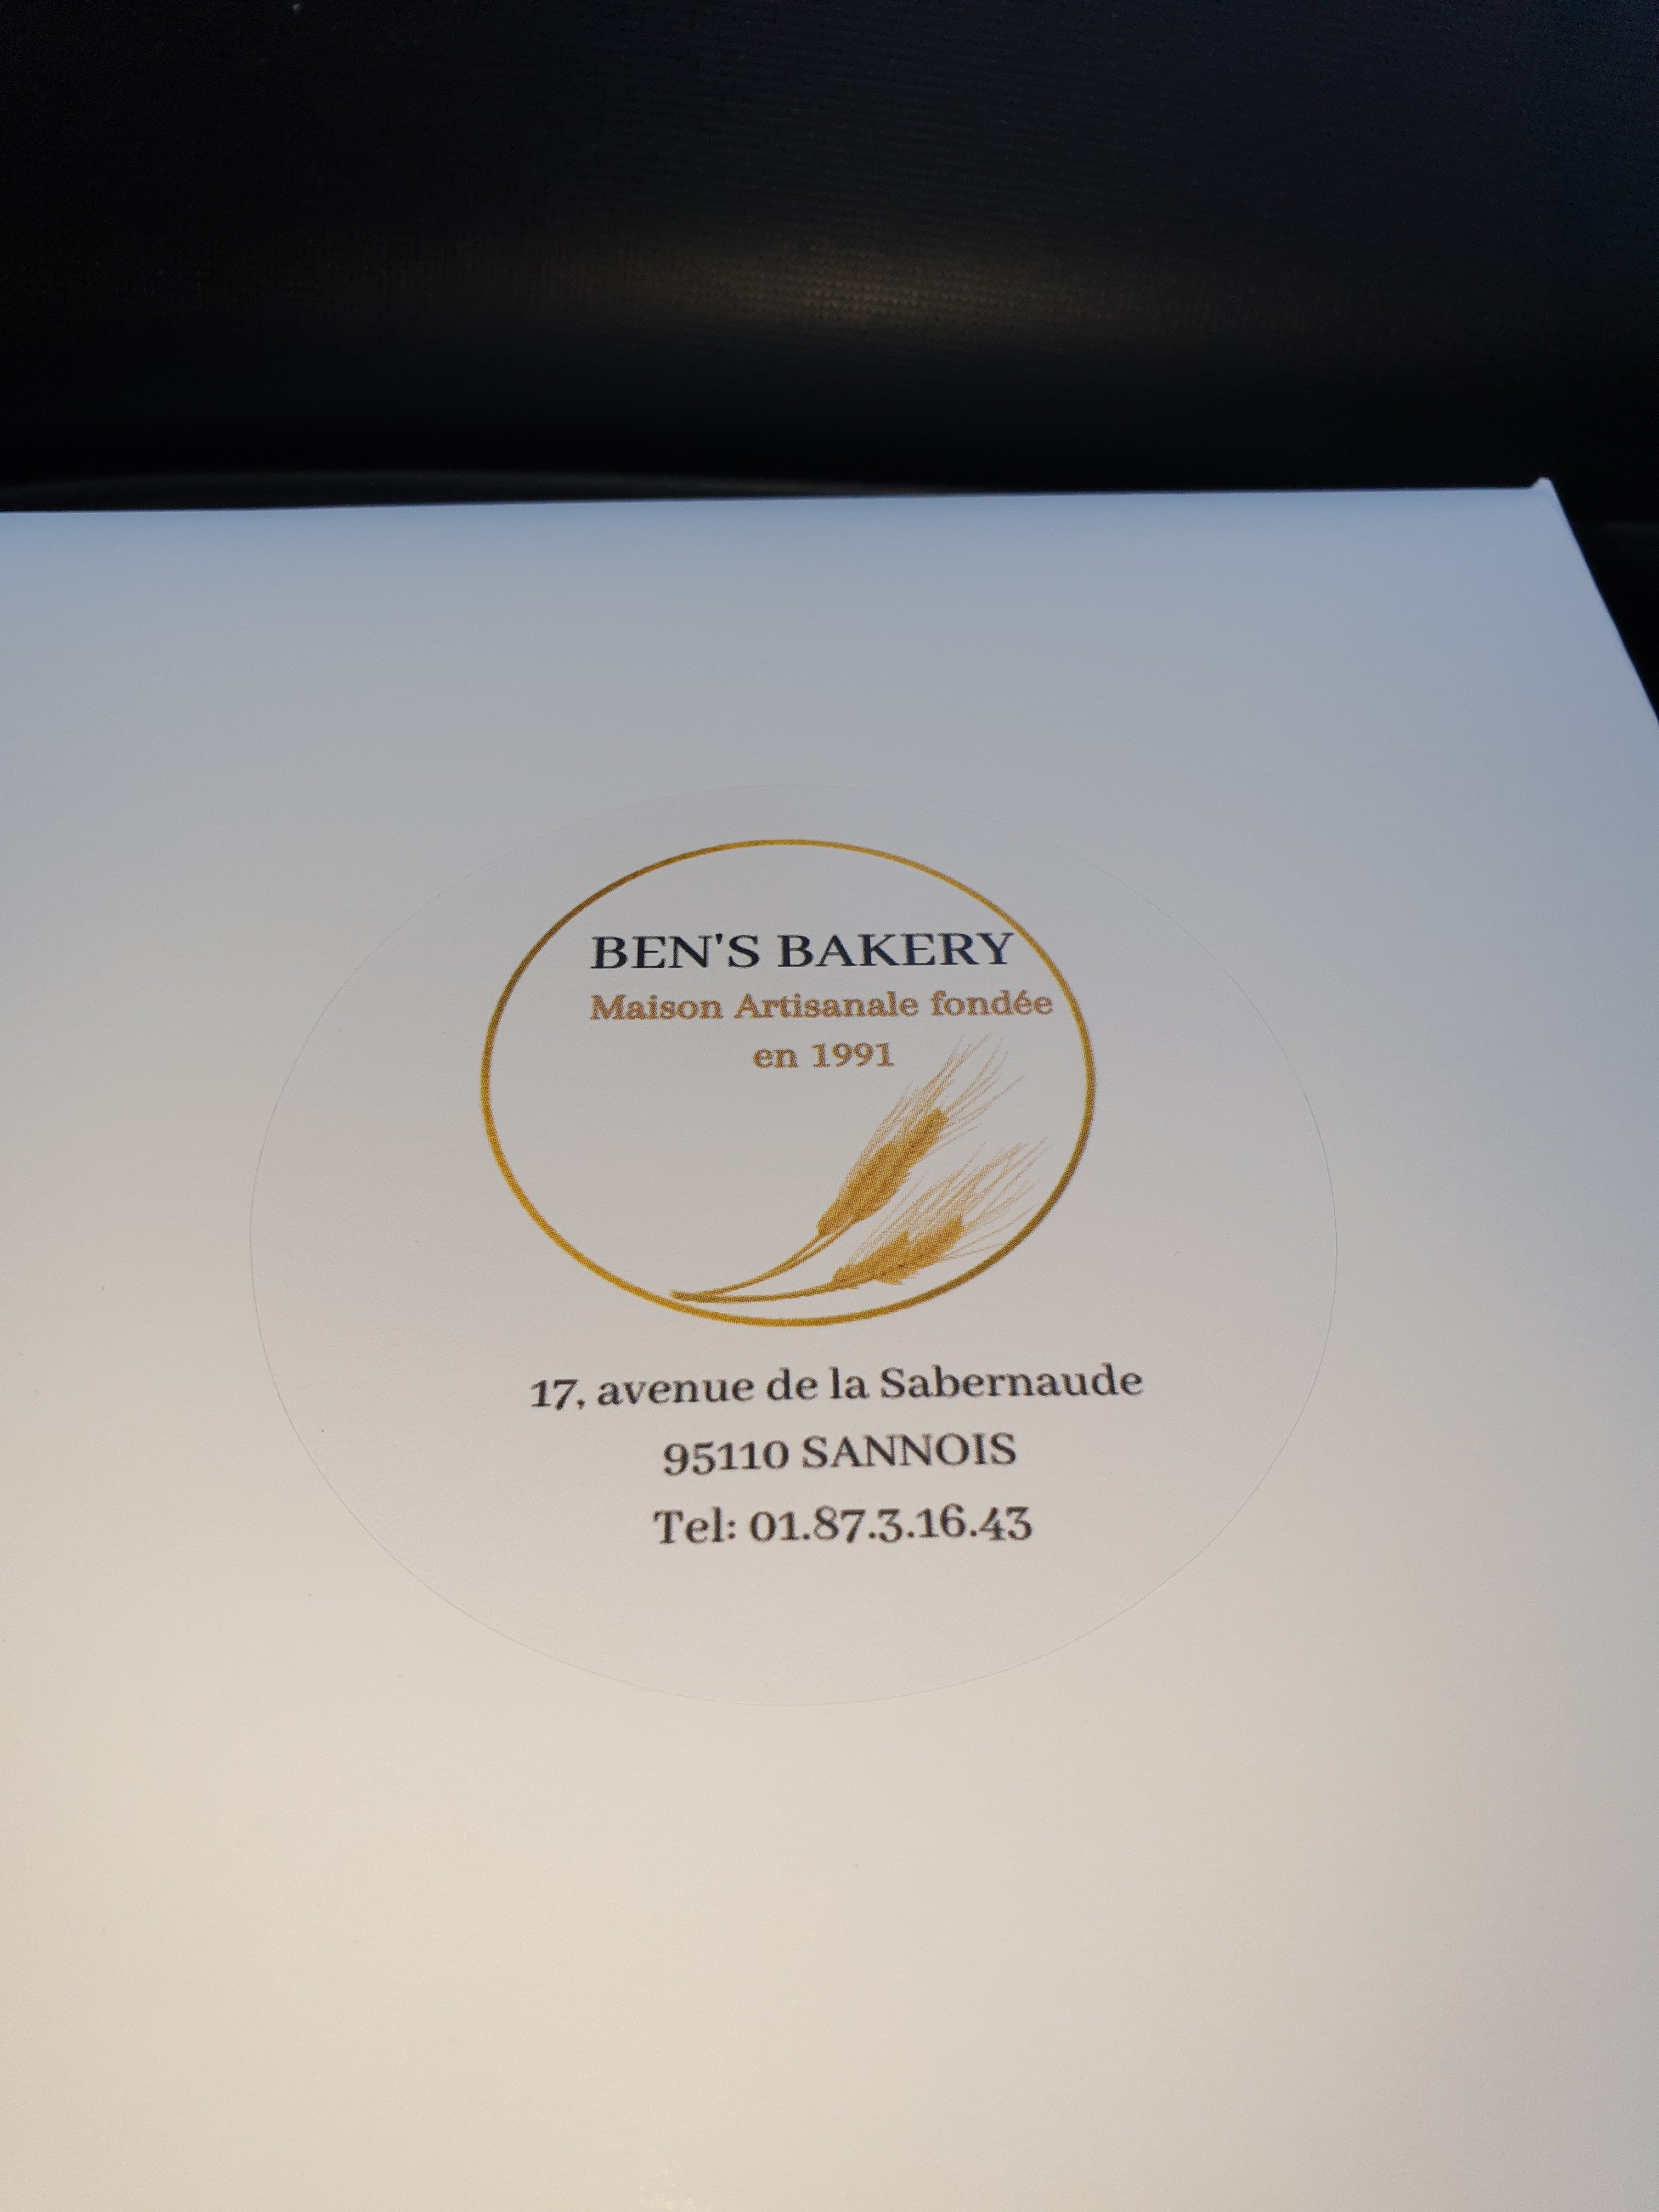 BEN'S BAKERY
Maison Artisanale fondée
en 1991
17, avenue de la Sabernaude
95110 SANNOIS
Tel: 01.87.3.16.43